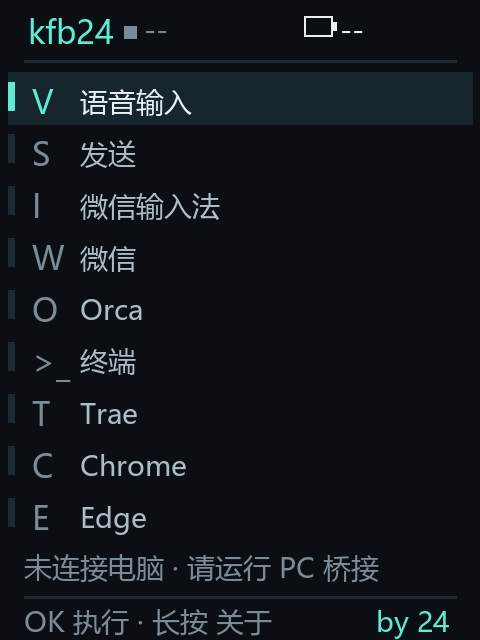 kfb24 -- --
V 语音输入
S 发送
I 微信输入法
W 微信
O Orca
>_ 终端
T Trae
C Chrome
E Edge
未连接电脑 · 请运行 PC 桥接
OK 执行 · 长按 关于 by 24